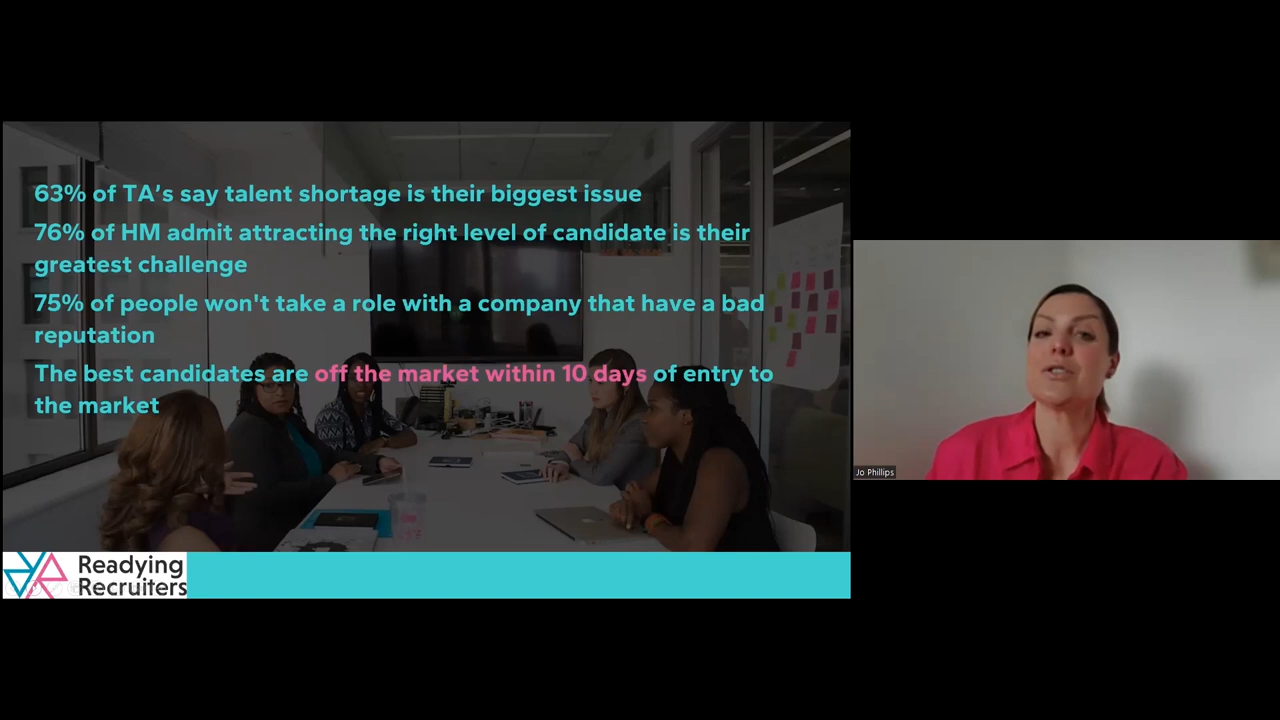 63% of TA’s say talent shortage is their biggest issue
76% of HM admit attracting the right level of candidate is their
greatest challenge
75% of people won't take a role with a company that have a bad
reputation
The best candidates are off the market within 10 days of entry to
the market
Readying
Recruiters
Jo Phillips